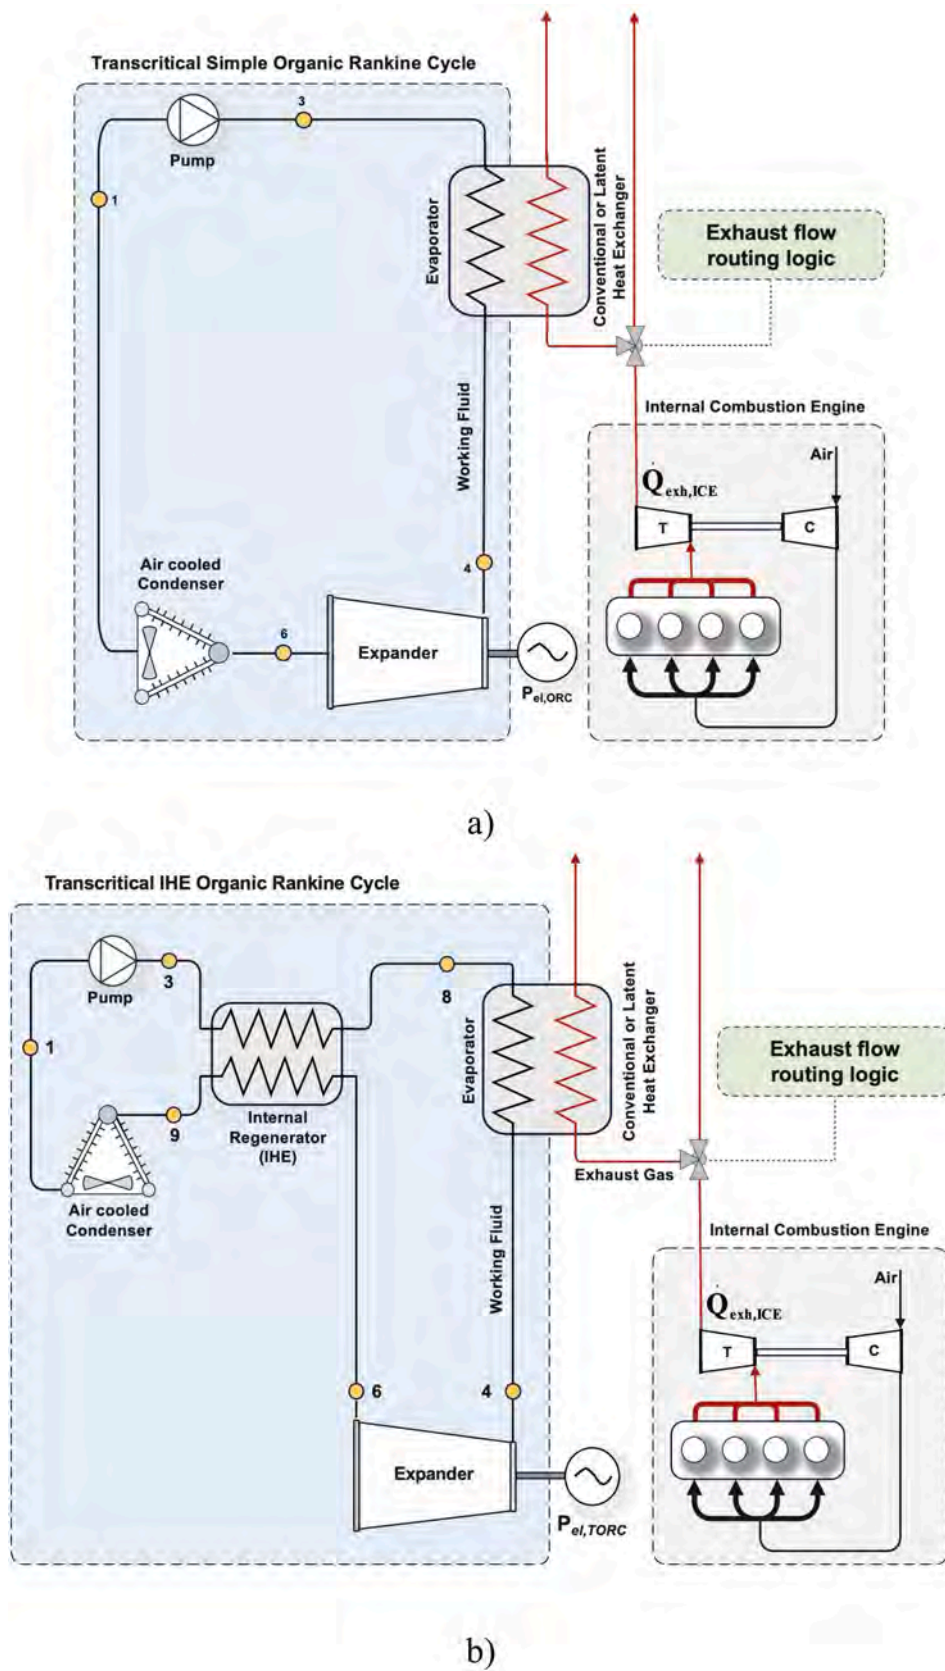 Transcritical Simple Organic Rankine Cycle
3
Pump
1
Evaporator
Conventional or Latent
Heat Exchanger
Exhaust flow
routing logic
Working Fluid
Internal Combustion Engine
Air
Q̇exh,ICE
T
C
4
Air cooled
Condenser
6
Expander
Pel,ORC
a)
Transcritical IHE Organic Rankine Cycle
3
8
Pump
1
Evaporator
Conventional or Latent
Heat Exchanger
Exhaust flow
routing logic
9
Internal
Regenerator
(IHE)
Air cooled
Condenser
Exhaust Gas
Working Fluid
Internal Combustion Engine
Air
Q̇exh,ICE
T
C
6
4
Expander
Pel,TORC
b)